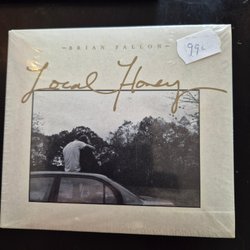 ~BRIAN FALLON~
99,-
Local Honey